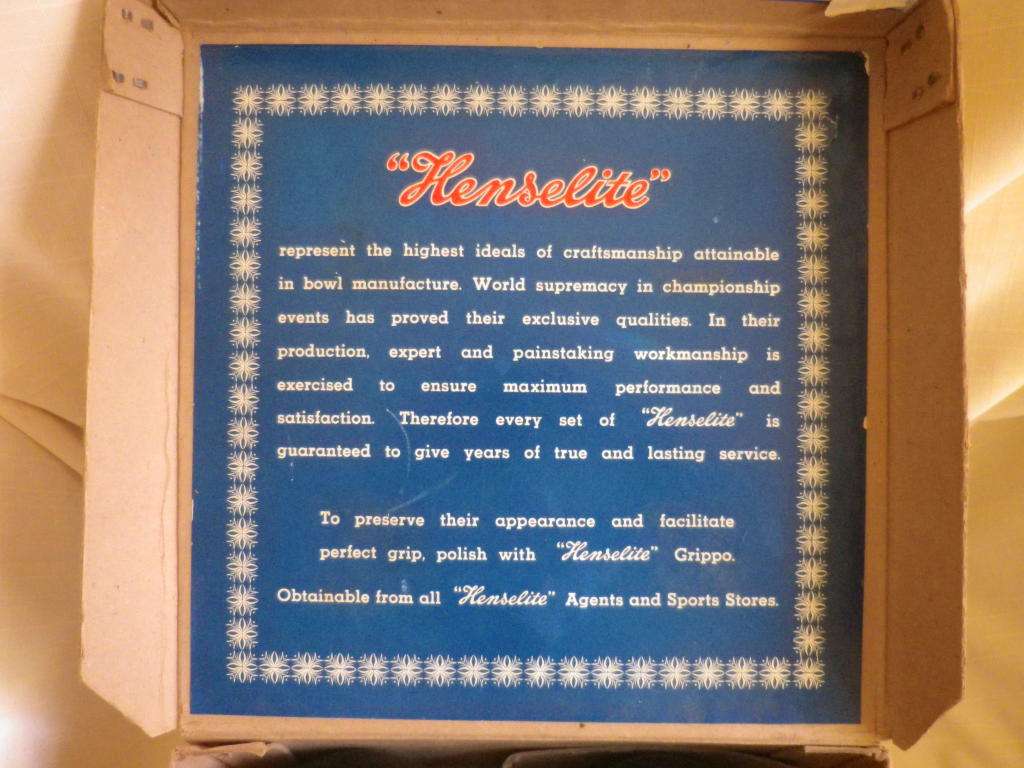 "Henselite"
represent the highest ideals of craftsmanship attainable
in bowl manufacture. World supremacy in championship
events has proved their exclusive qualities. In their
production, expert and painstaking workmanship is
exercised to ensure maximum performance and
satisfaction. Therefore every set of "Henselite" is
guaranteed to give years of true and lasting service.
To preserve their appearance and facilitate
perfect grip, polish with "Henselite" Grippo.
Obtainable from all "Henselite" Agents and Sports Stores.